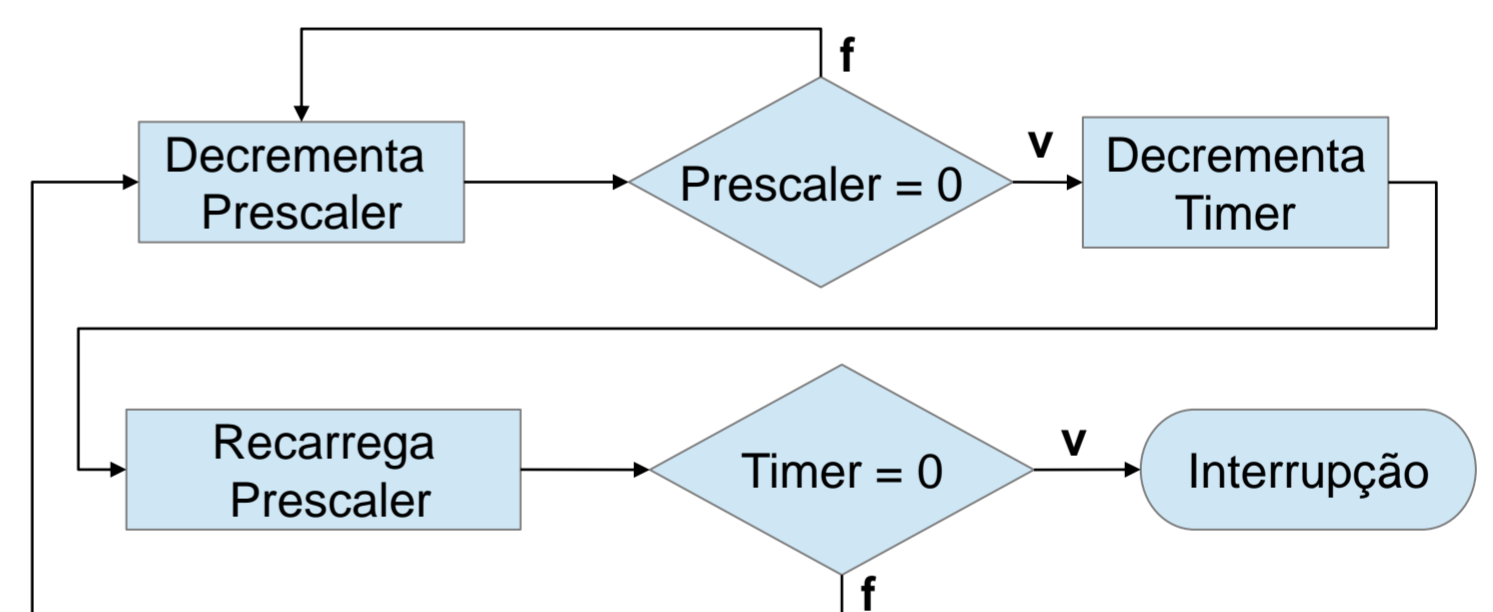 f
Decrementa
Prescaler
Prescaler = 0
v
Decrementa
Timer
Recarrega
Prescaler
Timer = 0
v
Interrupção
f